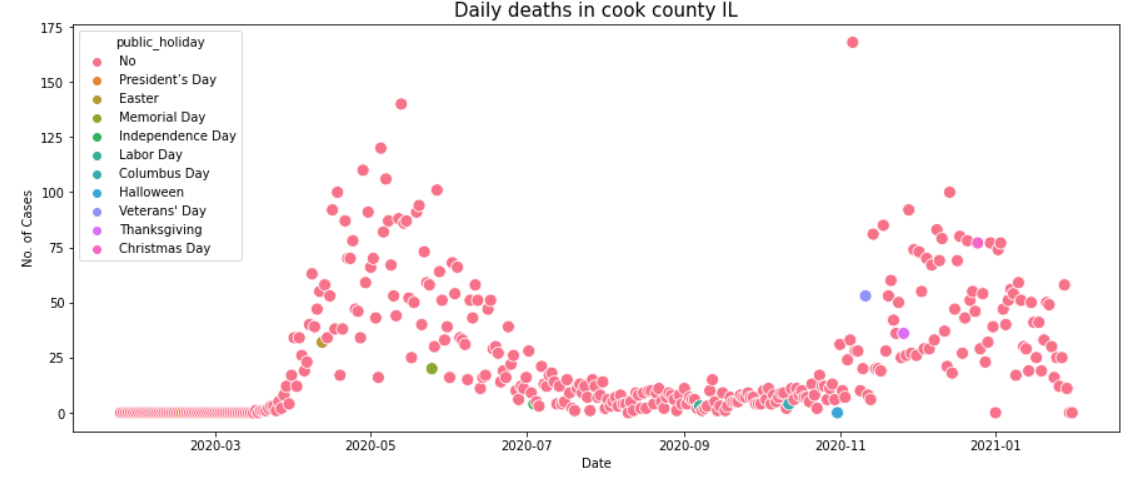 Daily deaths in cook county IL
175
150
125
100
75
50
25
0
No. of Cases
public_holiday
No
President’s Day
Easter
Memorial Day
Independence Day
Labor Day
Columbus Day
Halloween
Veterans' Day
Thanksgiving
Christmas Day
2020-03
2020-05
2020-07
2020-09
2020-11
2021-01
Date